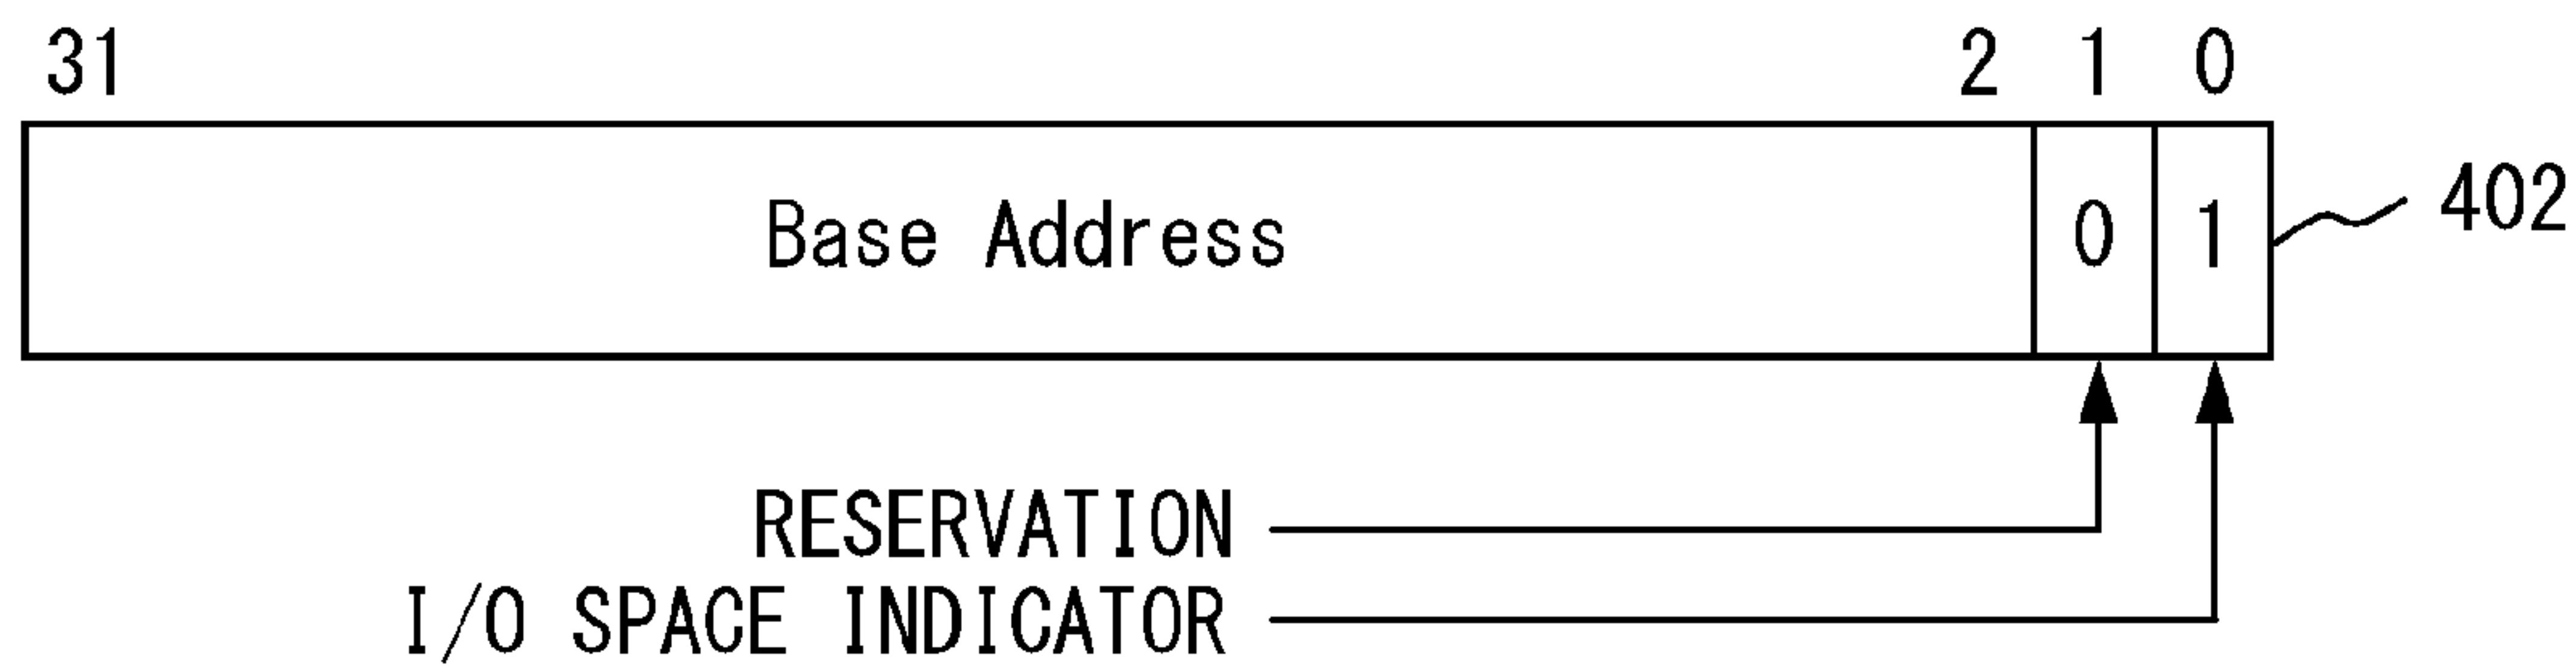 31 2 1 0
Base Address 0 1 402
RESERVATION
I/O SPACE INDICATOR